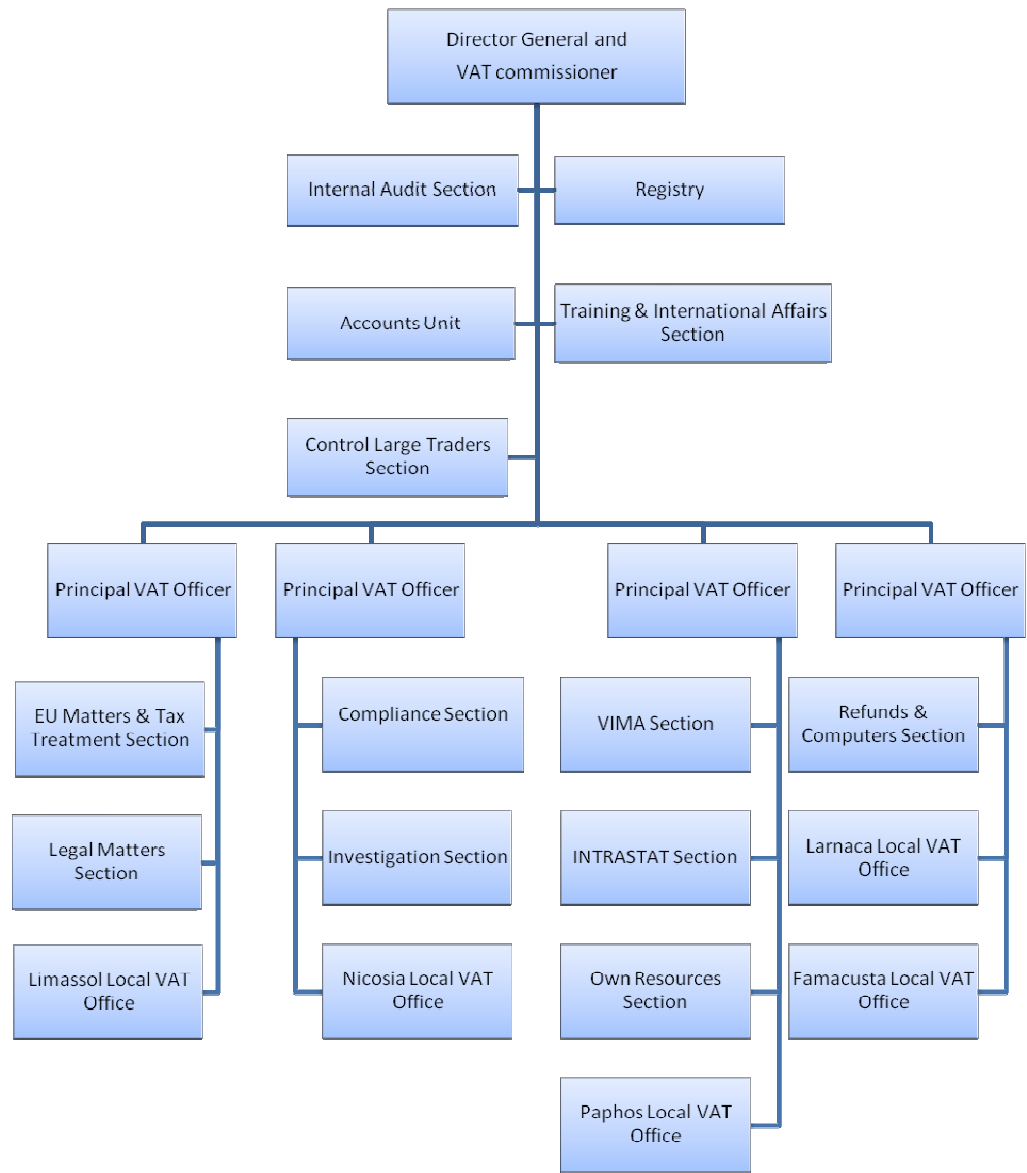 Director General and
VAT commissioner
Internal Audit Section
Registry
Accounts Unit
Training & International Affairs
Section
Control Large Traders
Section
Principal VAT Officer
Principal VAT Officer
Principal VAT Officer
Principal VAT Officer
EU Matters & Tax
Treatment Section
Compliance Section
VIMA Section
Refunds &
Computers Section
Legal Matters
Section
Investigation Section
INTRASTAT Section
Larnaca Local VAT
Office
Limassol Local VAT
Office
Nicosia Local VAT
Office
Own Resources
Section
Famacusta Local VAT
Office
Paphos Local VAT
Office